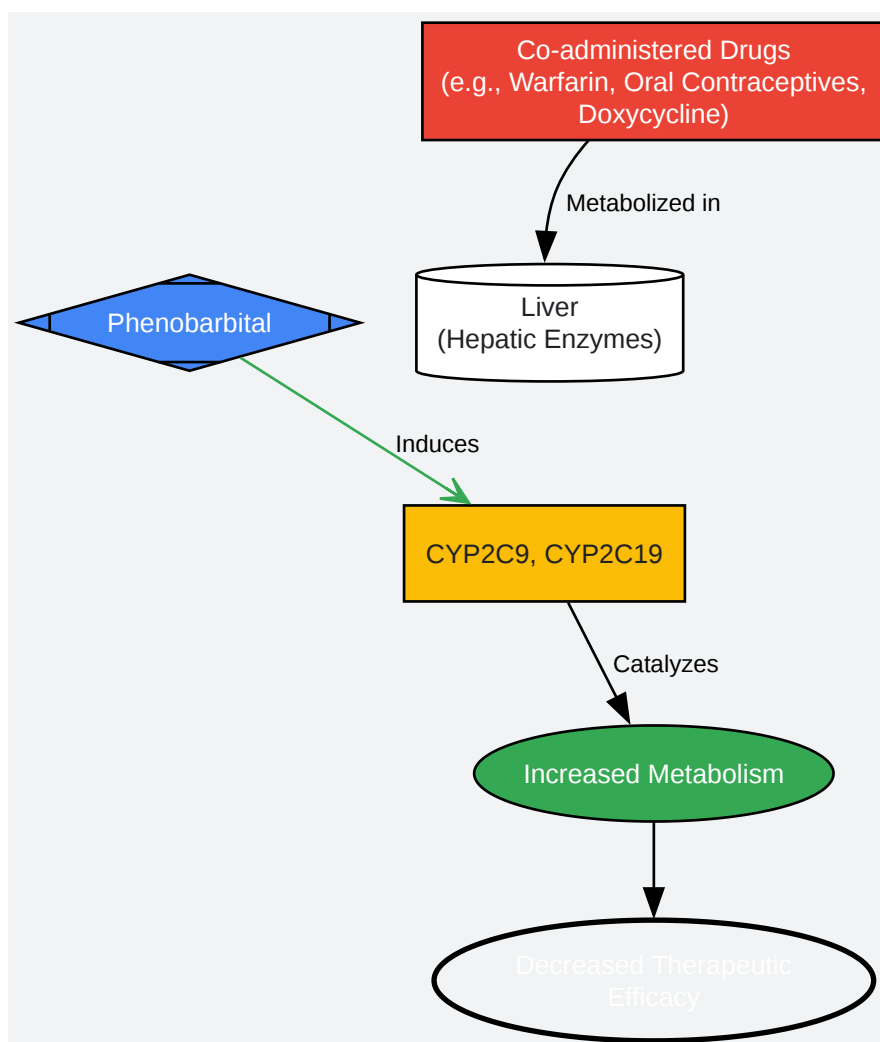 Co-administered Drugs
(e.g., Warfarin, Oral Contraceptives,
Doxycycline)
Metabolized in
Liver
(Hepatic Enzymes)
Phenobarbital
Induces
CYP2C9, CYP2C19
Catalyzes
Increased Metabolism
Decreased Therapeutic
Efficacy